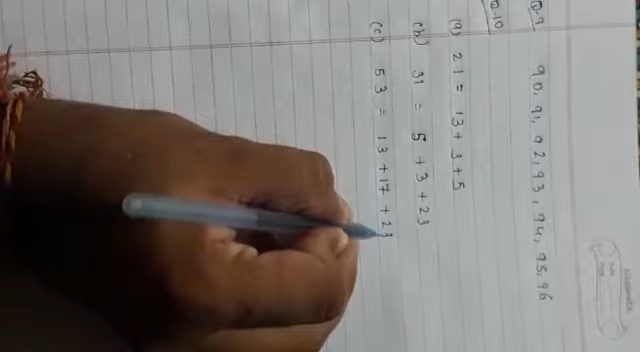 Q-9 90, 91, 92, 93, 94, 95, 96
Q-10
(a) 21 = 13 + 3 + 5
(b) 31 = 5 + 3 + 23
(c) 53 = 13 + 17 + 23